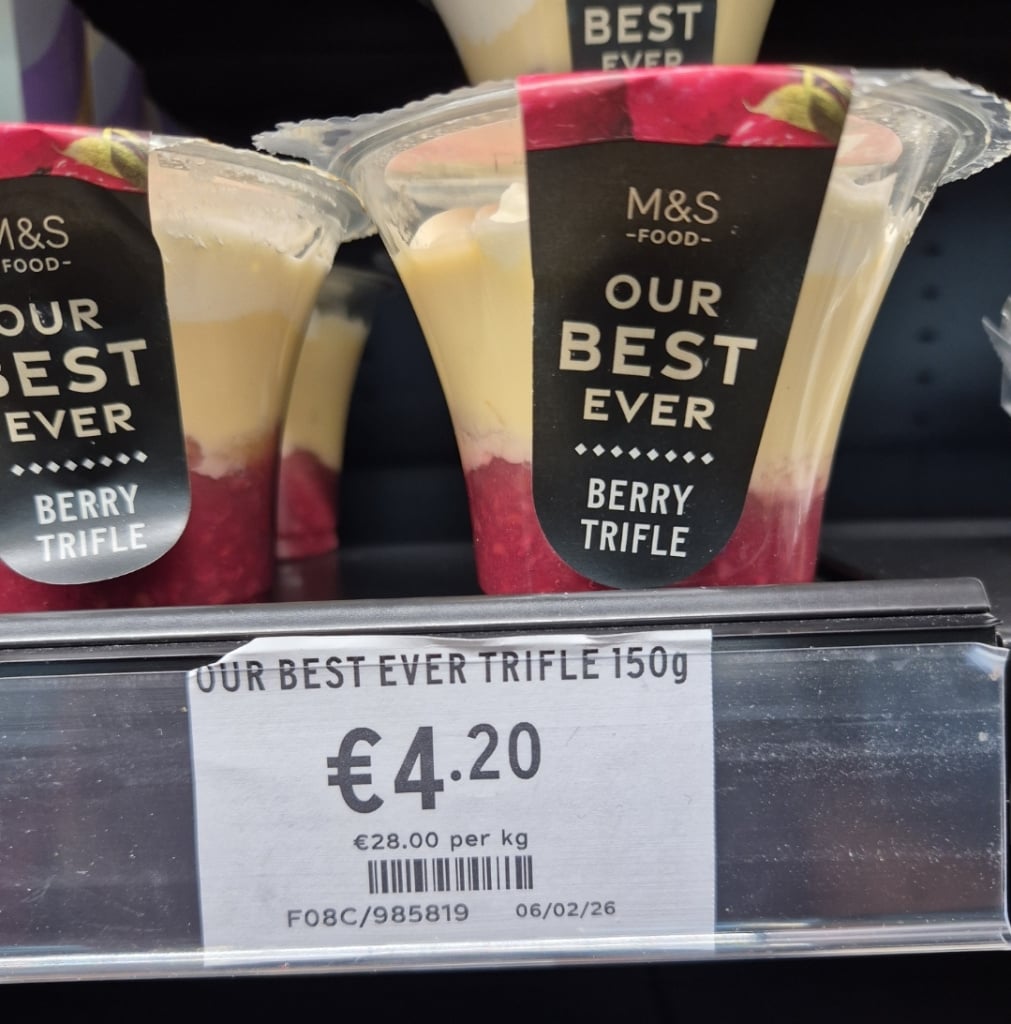 BEST
EVER
M&S
-FOOD-
OUR
BEST
EVER
BERRY
TRIFLE
M&S
-FOOD-
OUR
BEST
EVER
BERRY
TRIFLE
OUR BEST EVER TRIFLE 150g
€4.20
€28.00 per kg
F08C/985819 06/02/26